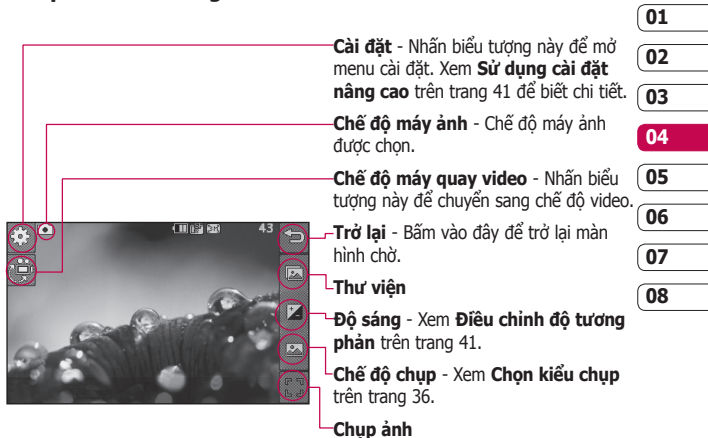 Cài đặt - Nhấn biểu tượng này để mở
menu cài đặt. Xem Sử dụng cài đặt
nâng cao trên trang 41 để biết chi tiết.
Chế độ máy ảnh - Chế độ máy ảnh
được chọn.
Chế độ máy quay video - Nhấn biểu
tượng này để chuyển sang chế độ video.
Trở lại - Bấm vào đây để trở lại màn
hình chờ.
Thư viện
Độ sáng - Xem Điều chỉnh độ tương
phản trên trang 41.
Chế độ chụp - Xem Chọn kiểu chụp
trên trang 36.
Chụp ảnh
43
01
02
03
04
05
06
07
08